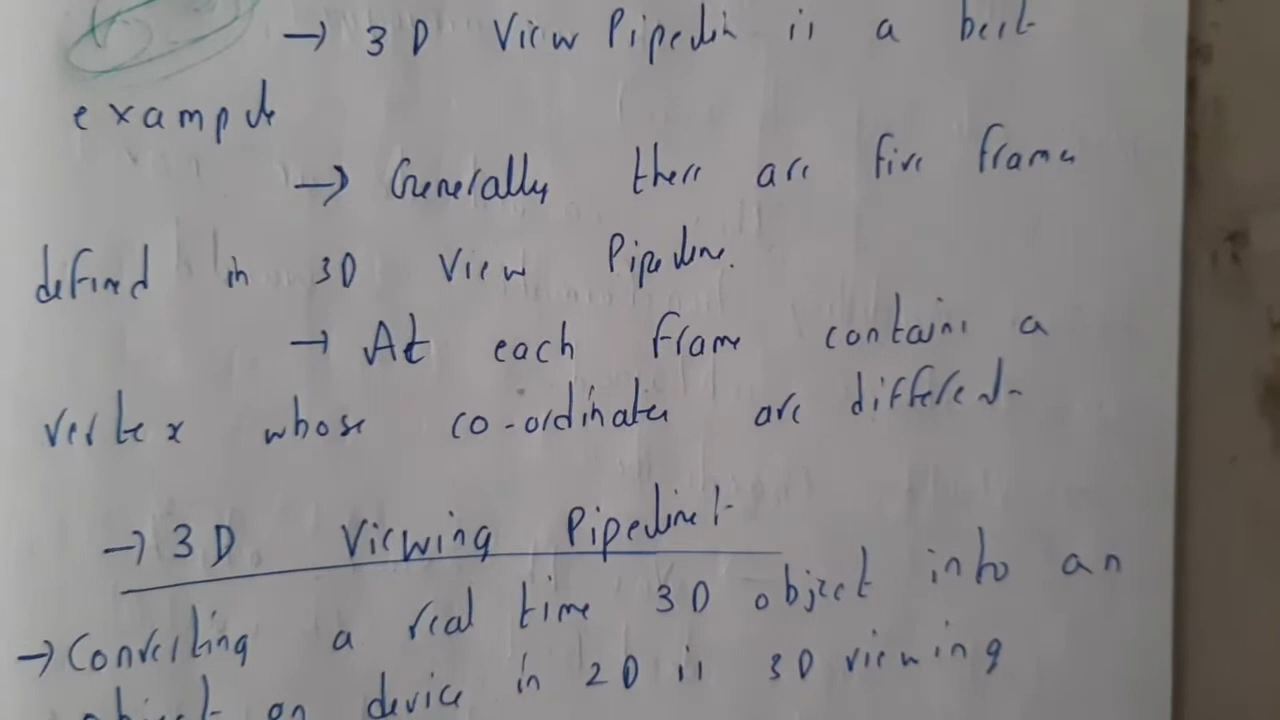 → 3D View Pipeline is a best
example
→ Generally there are five frames
defined in 3D View Pipeline.
→ At each frame contains a
vertex whose co-ordinates are different
→ 3D Viewing Pipeline:-
→ Converting a real time 3D object into an
object on device in 2D is 3D viewing